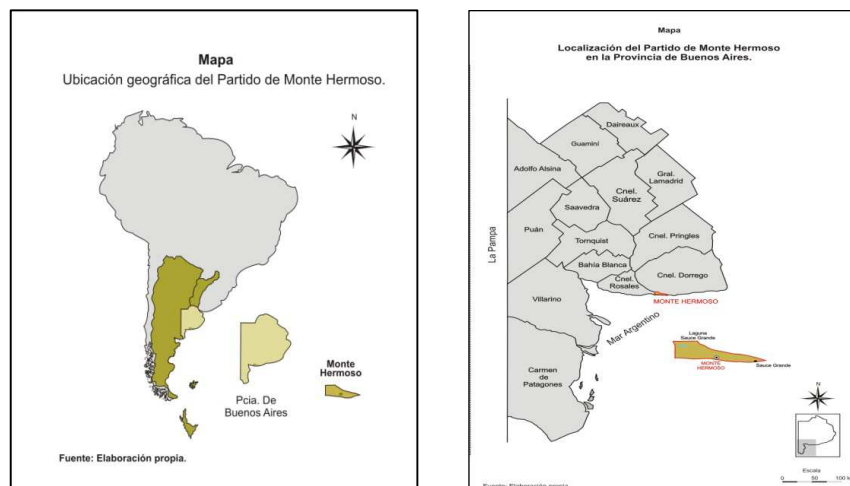 Mapa
Ubicación geográfica del Partido de Monte Hermoso.
N
Monte
Hermoso
Pcia. De
Buenos Aires
Fuente: Elaboración propia.
Mapa
Localización del Partido de Monte Hermoso
en la Provincia de Buenos Aires.
Daireaux
Guaminí
Adolfo Alsina
Gral.
Lamadrid
Cnel.
Suárez
Saavedra
Puán
Cnel. Pringles
Tornquist
La Pampa
Bahía Blanca
Cnel. Dorrego
Cnel.
Rosales
Villarino
MONTE HERMOSO
Mar Argentino
Laguna
Sauce Grande
MONTE
HERMOSO
Sauce Grande
Carmen
de
Patagones
N
Escala
0 50 100 k
Fuente: Elaboración propia